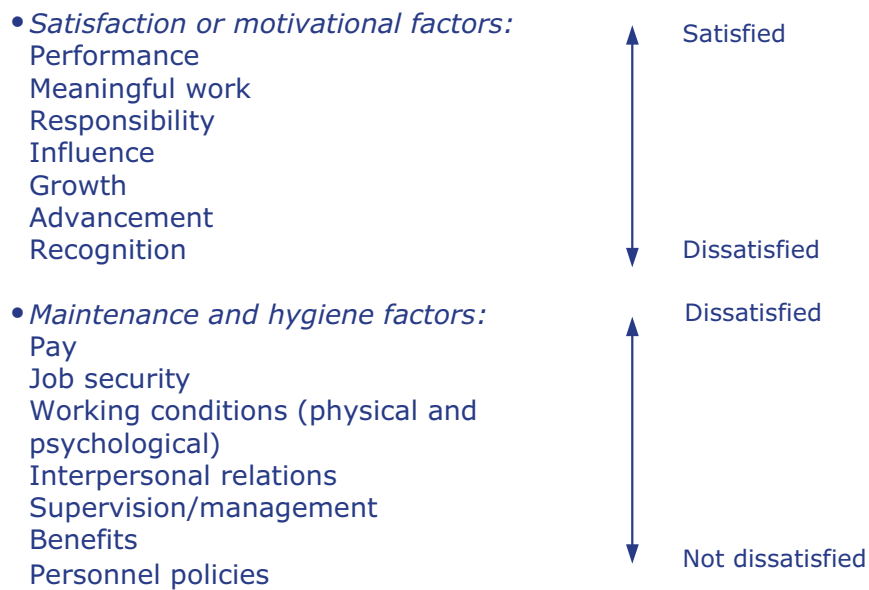 • Satisfaction or motivational factors:
Performance
Meaningful work
Responsibility
Influence
Growth
Advancement
Recognition
Satisfied
Dissatisfied
• Maintenance and hygiene factors:
Pay
Job security
Working conditions (physical and
psychological)
Interpersonal relations
Supervision/management
Benefits
Personnel policies
Dissatisfied
Not dissatisfied